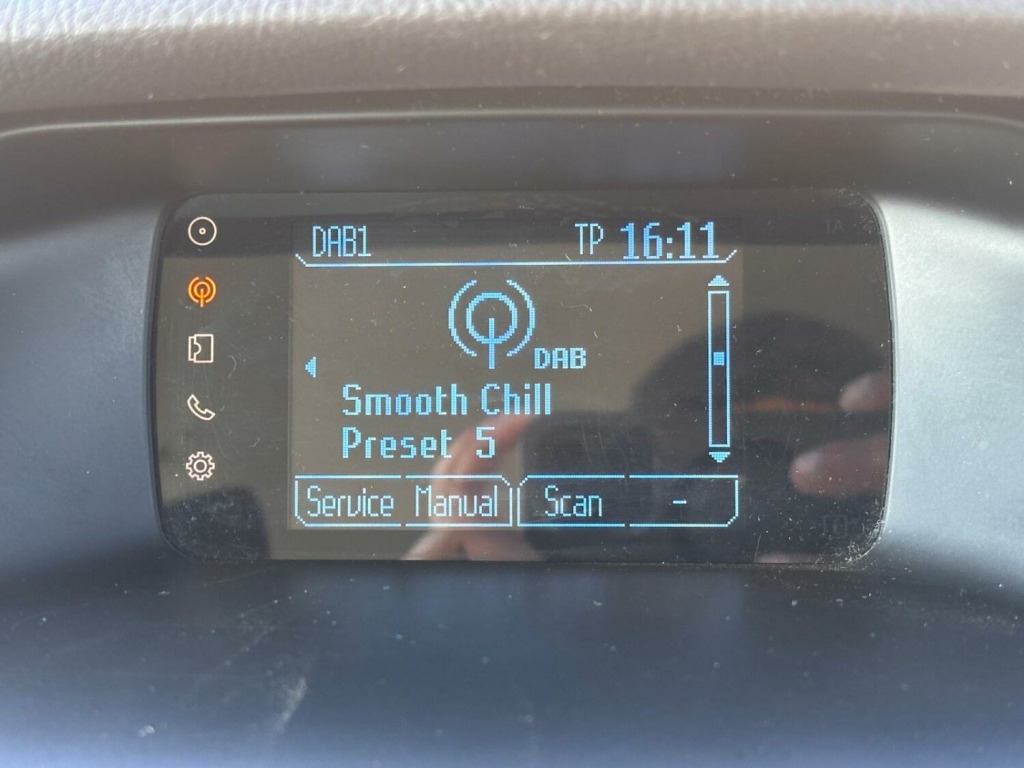 DAB1 TP 16:11
DAB
Smooth Chill
Preset 5
Service Manual Scan -